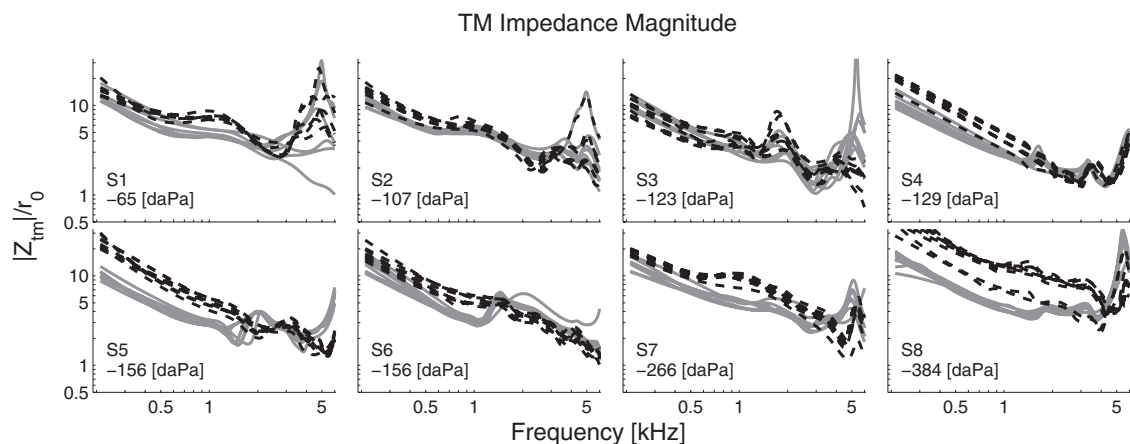 TM Impedance Magnitude
|Z_tm|/r_0
10
5
1
0.5
S1
−65 [daPa]
S2
−107 [daPa]
S3
−123 [daPa]
S4
−129 [daPa]
10
5
1
0.5
S5
−156 [daPa]
S6
−156 [daPa]
S7
−266 [daPa]
S8
−384 [daPa]
0.5 1 5
0.5 1 5
0.5 1 5
0.5 1 5
Frequency [kHz]